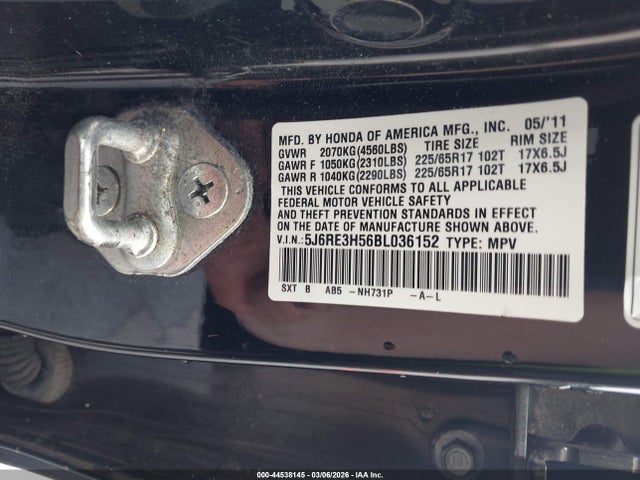 MFD. BY HONDA OF AMERICA MFG., INC. 05/'11
GVWR 2070KG(4560LBS) TIRE SIZE RIM SIZE
GAWR F 1050KG(2310LBS) 225/65R17 102T 17X6.5J
GAWR R 1040KG(2290LBS) 225/65R17 102T 17X6.5J
THIS VEHICLE CONFORMS TO ALL APPLICABLE
FEDERAL MOTOR VEHICLE SAFETY
AND THEFT PREVENTION STANDARDS IN EFFECT
ON THE DATE OF MANUFACTURE SHOWN ABOVE.
V.I.N.: 5J6RE3H56BL036152 TYPE: MPV
SXT B AB5 -NH731P -A-L
000-44538145 - 03/06/2026 - IAA Inc.